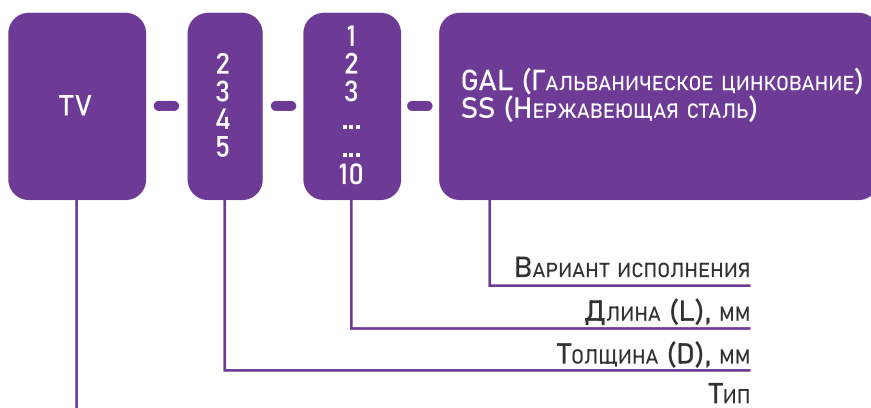 TV
2
3
4
5
1
2
3
...
...
10
GAL (Гальваническое цинкование)
SS (Нержавеющая сталь)
Вариант исполнения
Длина (L), мм
Толщина (D), мм
Тип